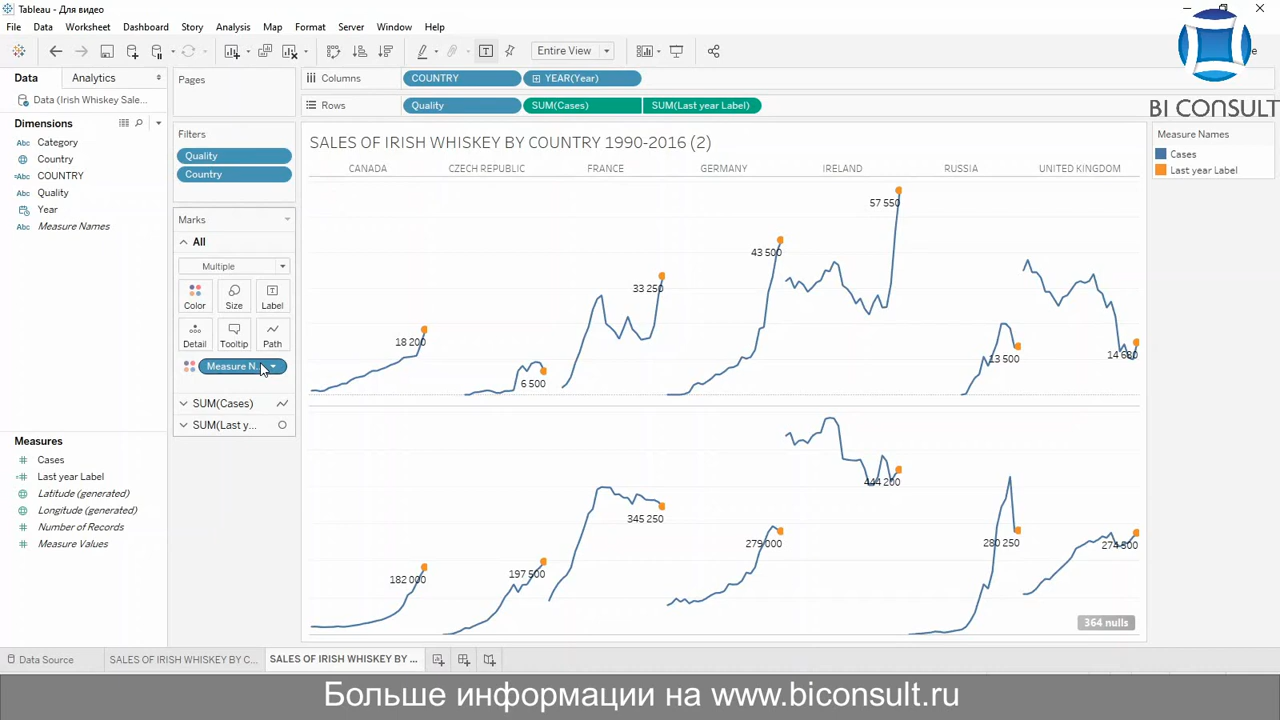 Tableau - Для видео
File Data Worksheet Dashboard Story Analysis Map Format Server Window Help
Entire View
Data Analytics
Data (Irish Whiskey Sale...
Dimensions
Abc Category
Country
Abc COUNTRY
Abc Quality
Year
Abc Measure Names
Measures
Cases
Last year Label
Latitude (generated)
Longitude (generated)
Number of Records
Measure Values
Pages
Filters
Quality
Country
Marks
All
Multiple
Color Size Label
Detail Tooltip Path
Measure N..
SUM(Cases)
SUM(Last y...
Columns COUNTRY YEAR(Year)
Rows Quality SUM(Cases) SUM(Last year Label)
SALES OF IRISH WHISKEY BY COUNTRY 1990-2016 (2)
CANADA CZECH REPUBLIC FRANCE GERMANY IRELAND RUSSIA UNITED KINGDOM
57 550
43 500
33 250
18 200
14 680
13 500
6 500
444 200
345 250
279 000
280 250
274 500
197 500
182 000
364 nulls
BI CONSULT
Measure Names
Cases
Last year Label
Data Source SALES OF IRISH WHISKEY BY C... SALES OF IRISH WHISKEY BY ...
Больше информации на www.biconsult.ru